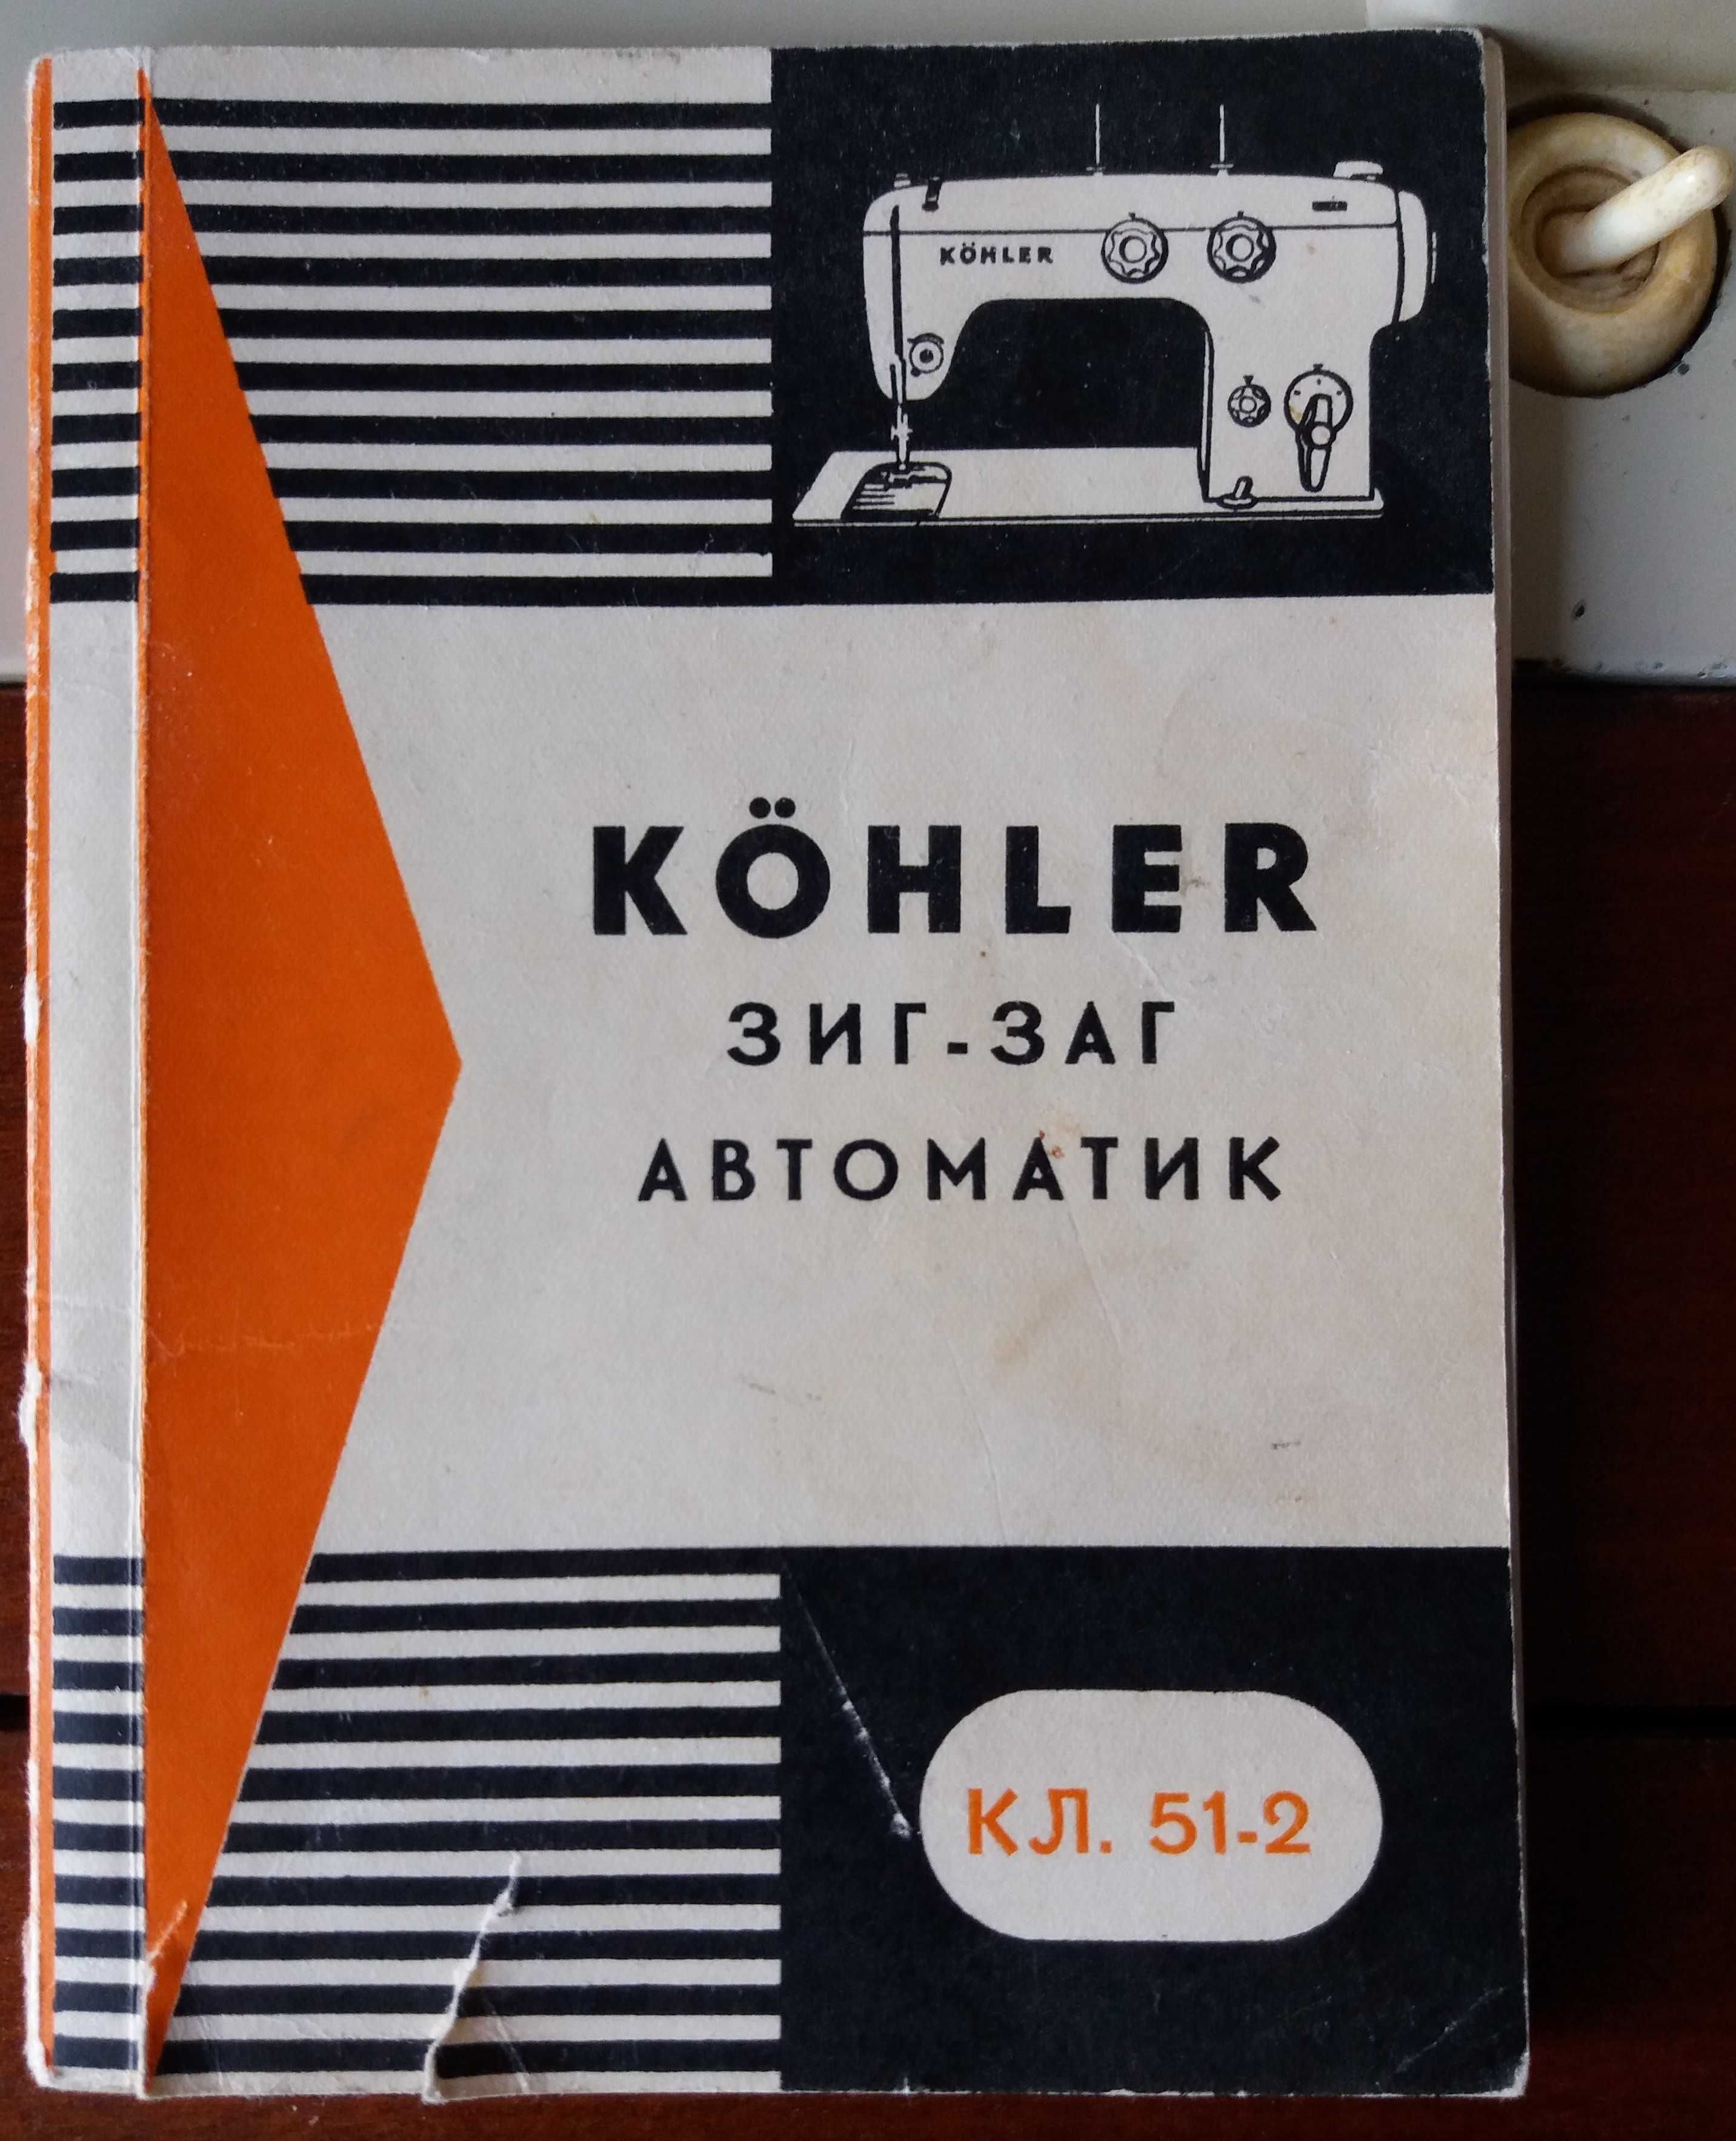 KÖHLER
KÖHLER
ЗИГ-ЗАГ
АВТОМАТИК
КЛ. 51-2